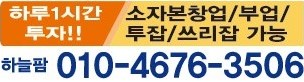 하루1시간
투자!!
소자본창업/부업/
투잡/쓰리잡 가능
하늘팜 010-4676-3506